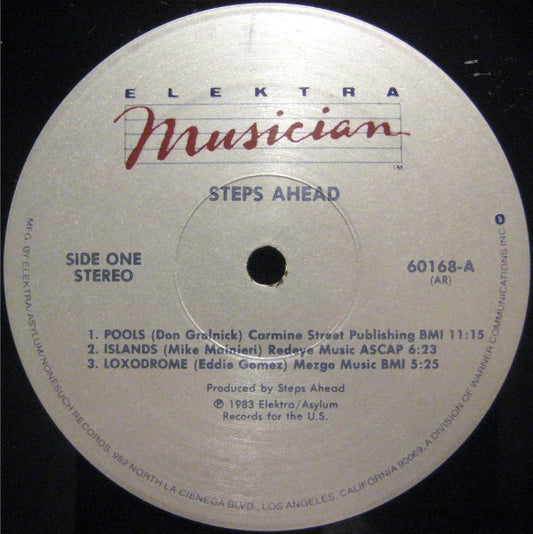 ELEKTRA
Musician
TM
STEPS AHEAD
SIDE ONE
STEREO
60168-A
(AR)
1. POOLS (Don Grolnick) Carmine Street Publishing BMI 11:15
2. ISLANDS (Mike Mainieri) Redeye Music ASCAP 6:23
3. LOXODROME (Eddie Gomez) Mezgo Music BMI 5:25
Produced by Steps Ahead
℗ 1983 Elektra/Asylum
Records for the U.S.
MFG. BY ELEKTRA/ASYLUM/NONESUCH RECORDS, 962 NORTH LA CIENEGA BLVD., LOS ANGELES, CALIFORNIA 90069. A DIVISION OF WARNER COMMUNICATIONS INC.